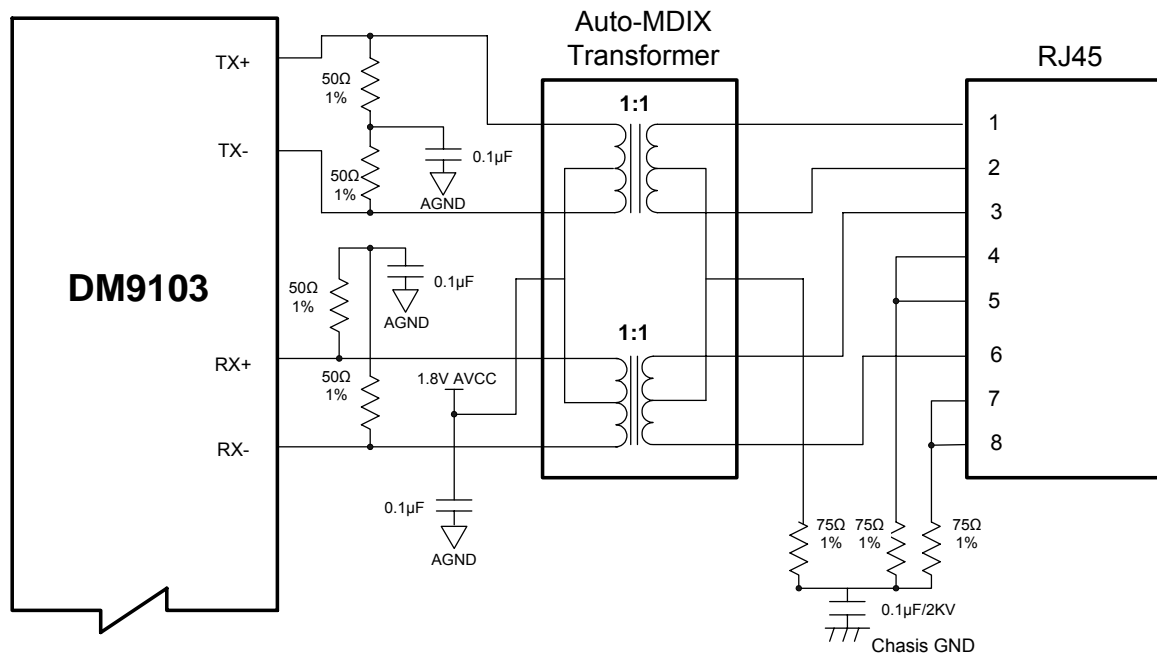 Auto-MDIX
Transformer
RJ45
TX+
50Ω
1%
1:1
1
TX-
0.1µF
2
50Ω
1%
AGND
3
4
DM9103
50Ω
1%
0.1µF
5
AGND
1:1
6
RX+
50Ω
1%
1.8V AVCC
7
RX-
8
0.1µF
75Ω
1%
75Ω
1%
75Ω
1%
AGND
0.1µF/2KV
Chasis GND